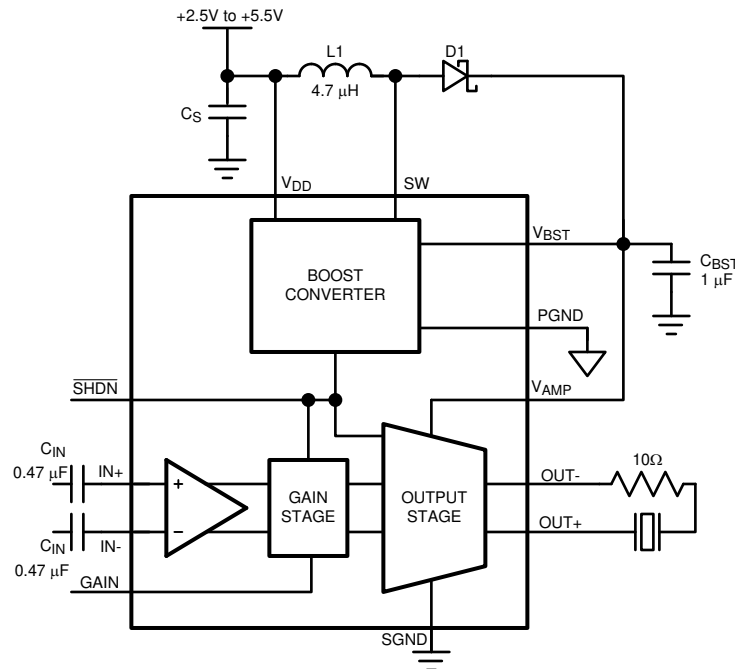 +2.5V to +5.5V
L1
D1
4.7 μH
CS
VDD
SW
VBST
BOOST
CONVERTER
CBST
1 μF
PGND
SHDN
VAMP
CIN
IN+
0.47 μF
+
GAIN
STAGE
OUTPUT
STAGE
OUT-
10Ω
−
OUT+
CIN
IN-
0.47 μF
GAIN
SGND